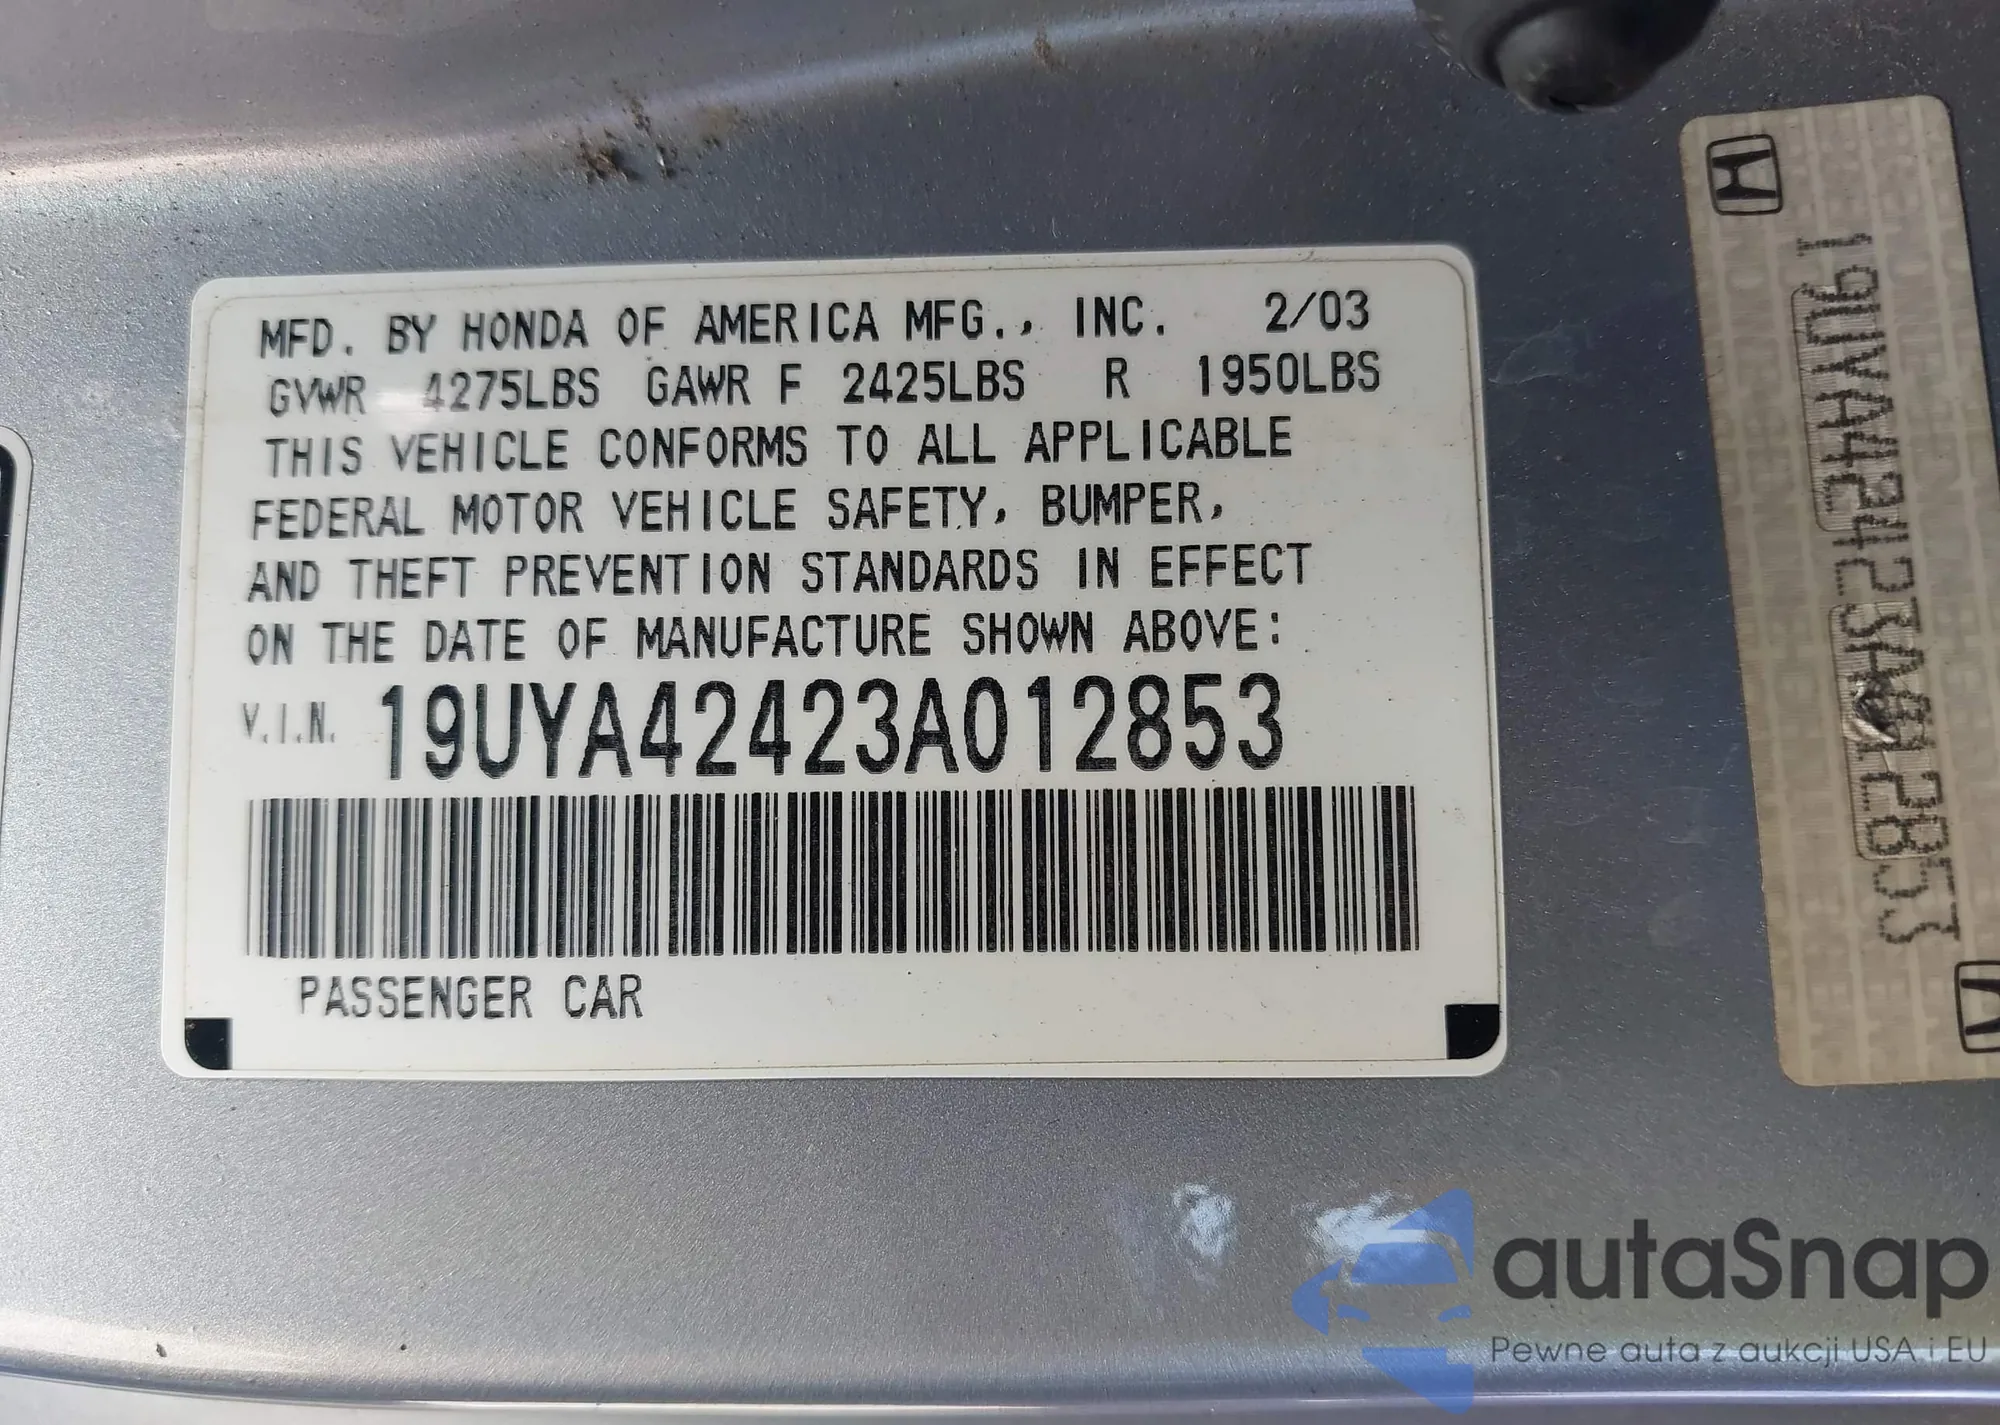 MFD. BY HONDA OF AMERICA MFG., INC. 2/03
GVWR 4275LBS GAWR F 2425LBS R 1950LBS
THIS VEHICLE CONFORMS TO ALL APPLICABLE
FEDERAL MOTOR VEHICLE SAFETY, BUMPER,
AND THEFT PREVENTION STANDARDS IN EFFECT
ON THE DATE OF MANUFACTURE SHOWN ABOVE:
V.I.N. 19UYA42423A012853
PASSENGER CAR
19UYA42423A012853
autaSnap
Pewne auta z aukcji USA i EU